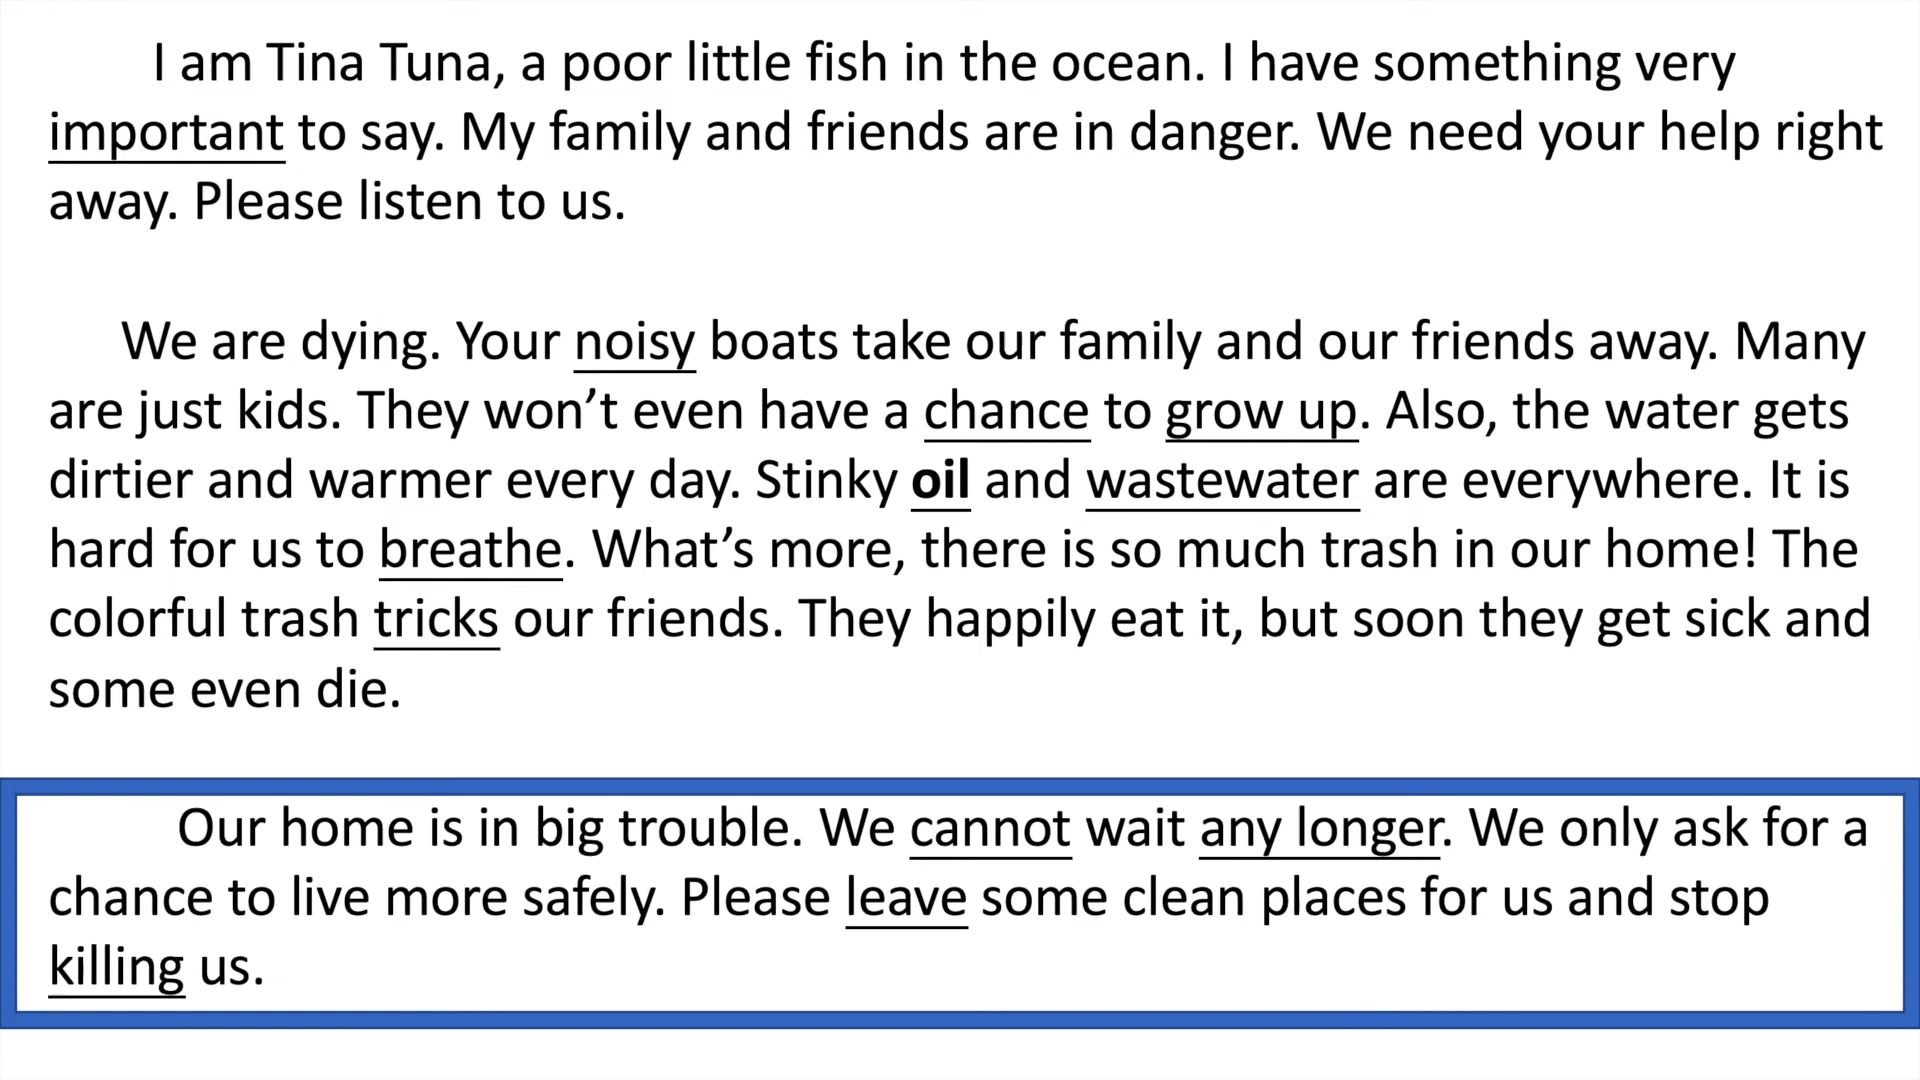 I am Tina Tuna, a poor little fish in the ocean. I have something very
important to say. My family and friends are in danger. We need your help right
away. Please listen to us.
We are dying. Your noisy boats take our family and our friends away. Many
are just kids. They won’t even have a chance to grow up. Also, the water gets
dirtier and warmer every day. Stinky oil and wastewater are everywhere. It is
hard for us to breathe. What’s more, there is so much trash in our home! The
colorful trash tricks our friends. They happily eat it, but soon they get sick and
some even die.
Our home is in big trouble. We cannot wait any longer. We only ask for a
chance to live more safely. Please leave some clean places for us and stop
killing us.